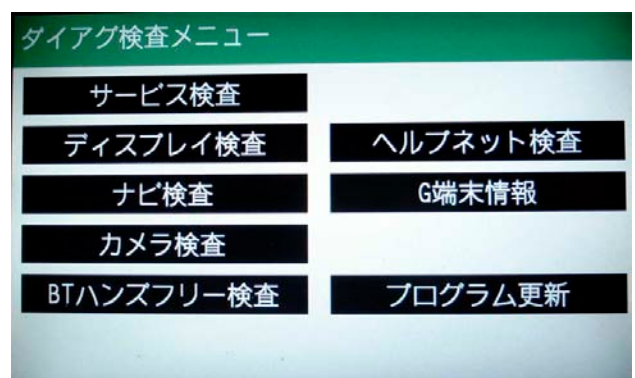 ダイアグ検査メニュー
サービス検査
ディスプレイ検査
ヘルプネット検査
ナビ検査
G端末情報
カメラ検査
BTハンズフリー検査
プログラム更新